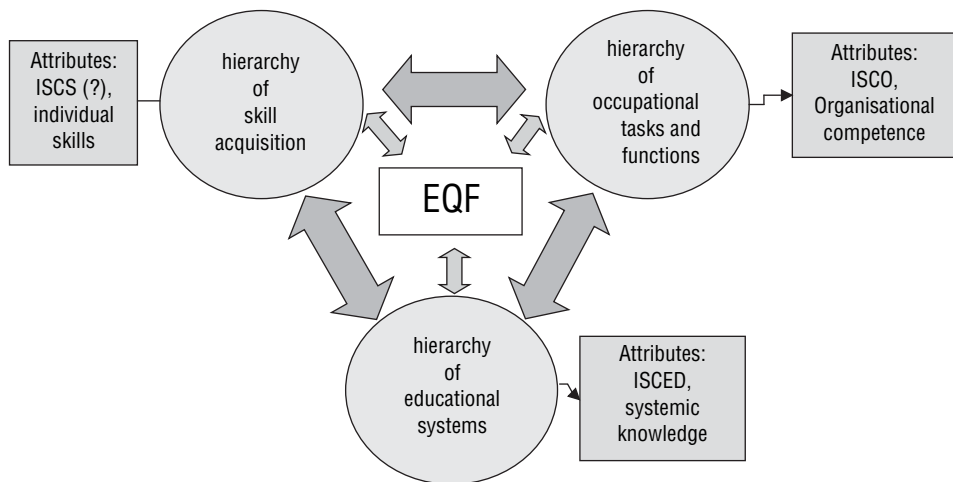 Attributes:
ISCS (?),
individual
skills
hierarchy
of
skill
acquisition
hierarchy
of
occupational
tasks and
functions
Attributes:
ISCO,
Organisational
competence
EQF
hierarchy
of
educational
systems
Attributes:
ISCED,
systemic
knowledge